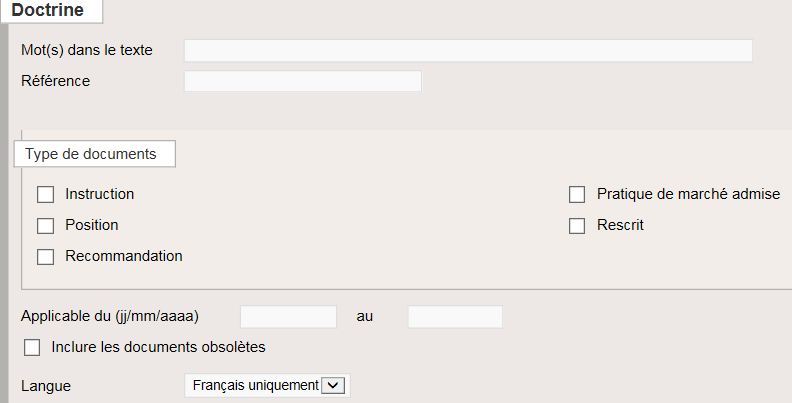 Doctrine
Mot(s) dans le texte
Référence
Type de documents
Instruction
Pratique de marché admise
Position
Rescrit
Recommandation
Applicable du (jj/mm/aaaa) au
Inclure les documents obsolètes
Langue Français uniquement